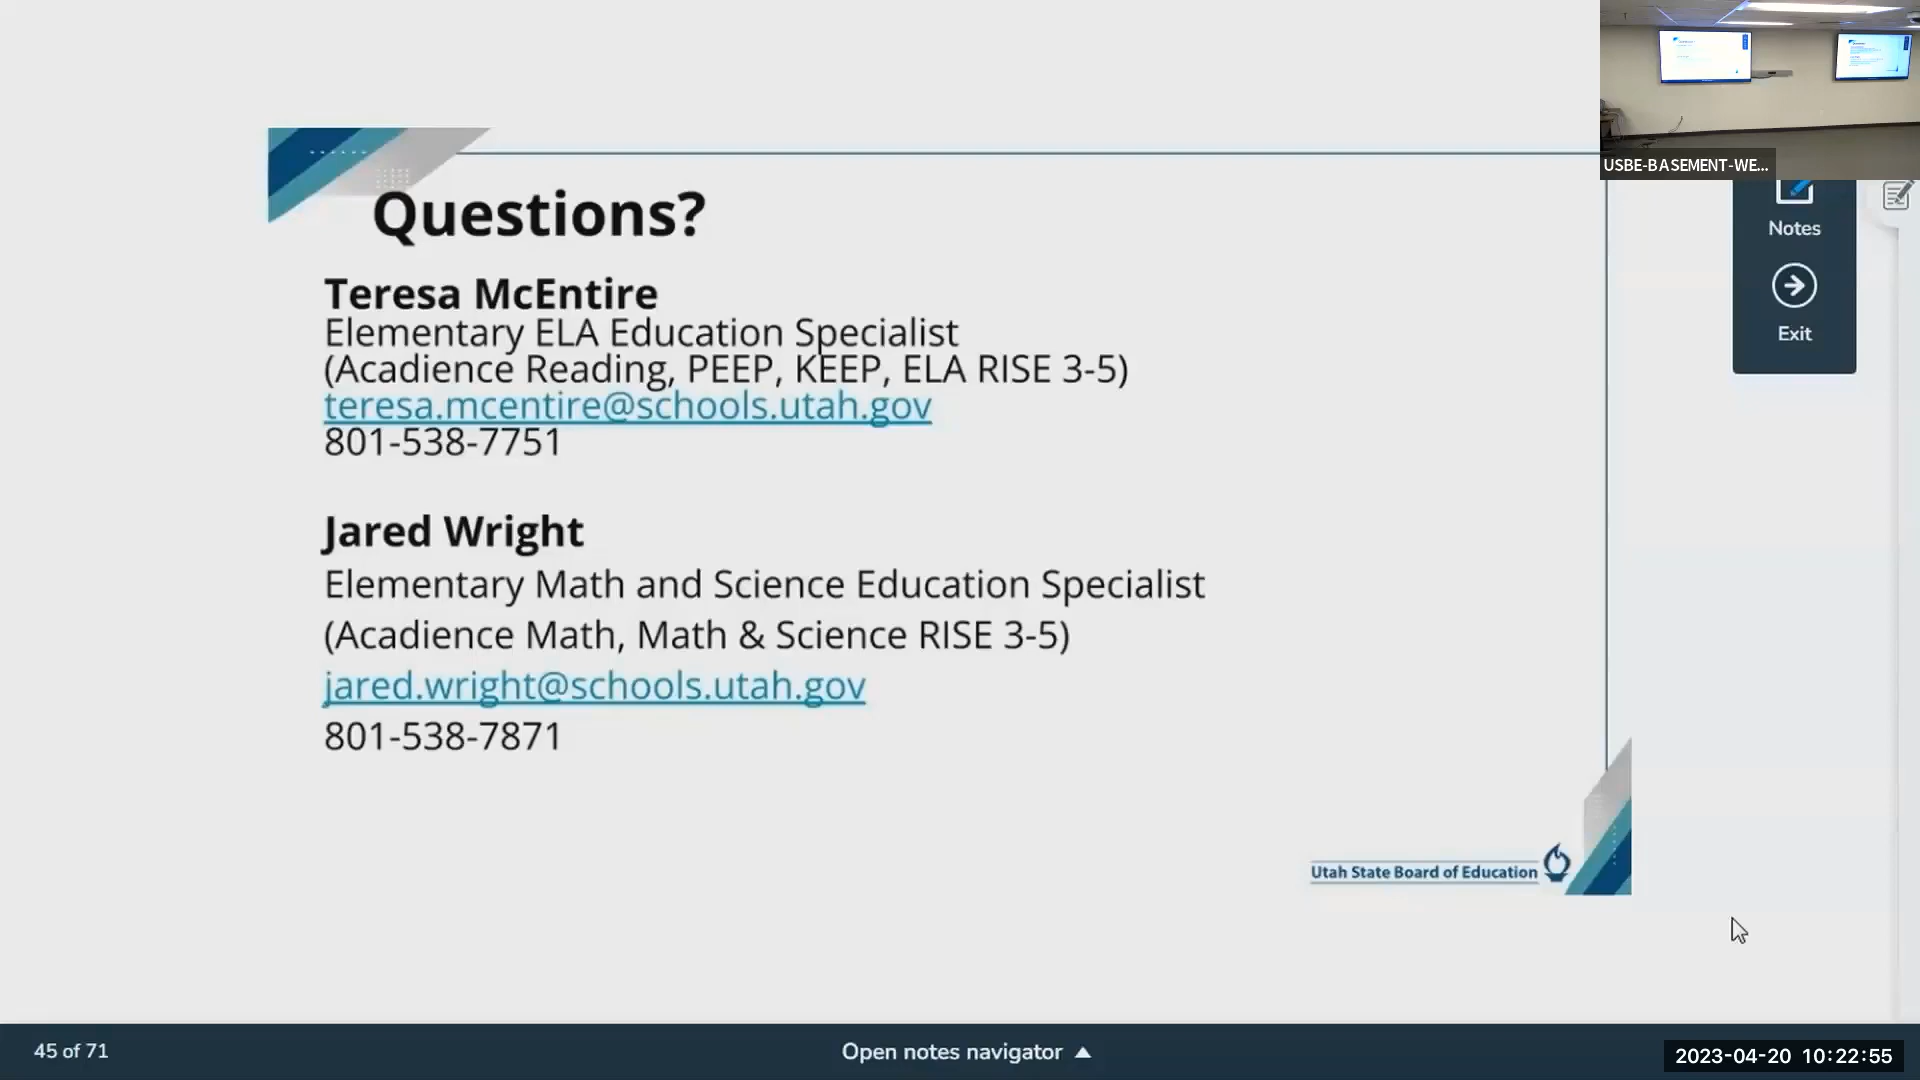 Questions?
Teresa McEntire
Elementary ELA Education Specialist
(Acadience Reading, PEEP, KEEP, ELA RISE 3-5)
teresa.mcentire@schools.utah.gov
801-538-7751
Jared Wright
Elementary Math and Science Education Specialist
(Acadience Math, Math & Science RISE 3-5)
jared.wright@schools.utah.gov
801-538-7871
Utah State Board of Education
USBE-BASEMENT-WE...
Notes
Exit
45 of 71
Open notes navigator
2023-04-20 10:22:55